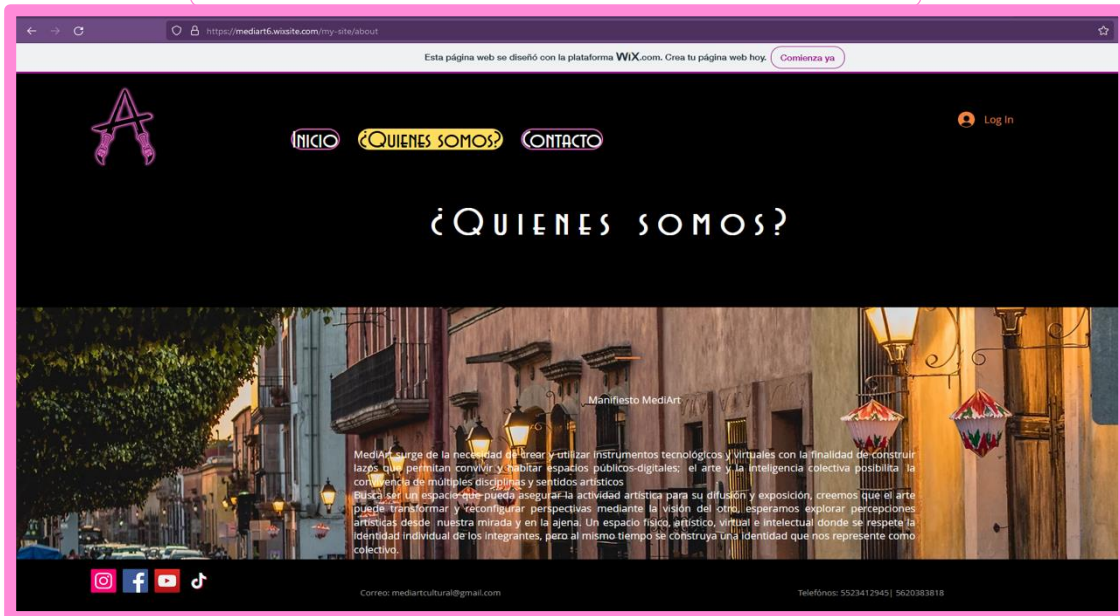 https://mediart6.wixsite.com/my-site/about
Esta página web se diseñó con la plataforma WiX.com. Crea tu página web hoy. Comienza ya
Inicio ¿Quienes somos? Contacto Log In
¿Quienes somos?
Manifiesto MediArt
MediArt surge de la necesidad de crear y utilizar instrumentos tecnológicos y virtuales con la finalidad de construir
lazos que permitan convivir y habitar espacios públicos-digitales; el arte y la inteligencia colectiva posibilita la
convivencia de múltiples disciplinas y sentidos artísticos
Busca ser un espacio que pueda asegurar la actividad artística para su difusión y exposición, creemos que el arte
puede transformar y reconfigurar perspectivas mediante la visión del otro, esperamos explorar percepciones
artísticas desde nuestra mirada y en la ajena. Un espacio físico, artístico, virtual e intelectual donde se respete la
identidad individual de los integrantes, pero al mismo tiempo se construya una identidad que nos represente como
colectivo.
Correo: mediartcultural@gmail.com Telefónos: 5523412945| 5620383818